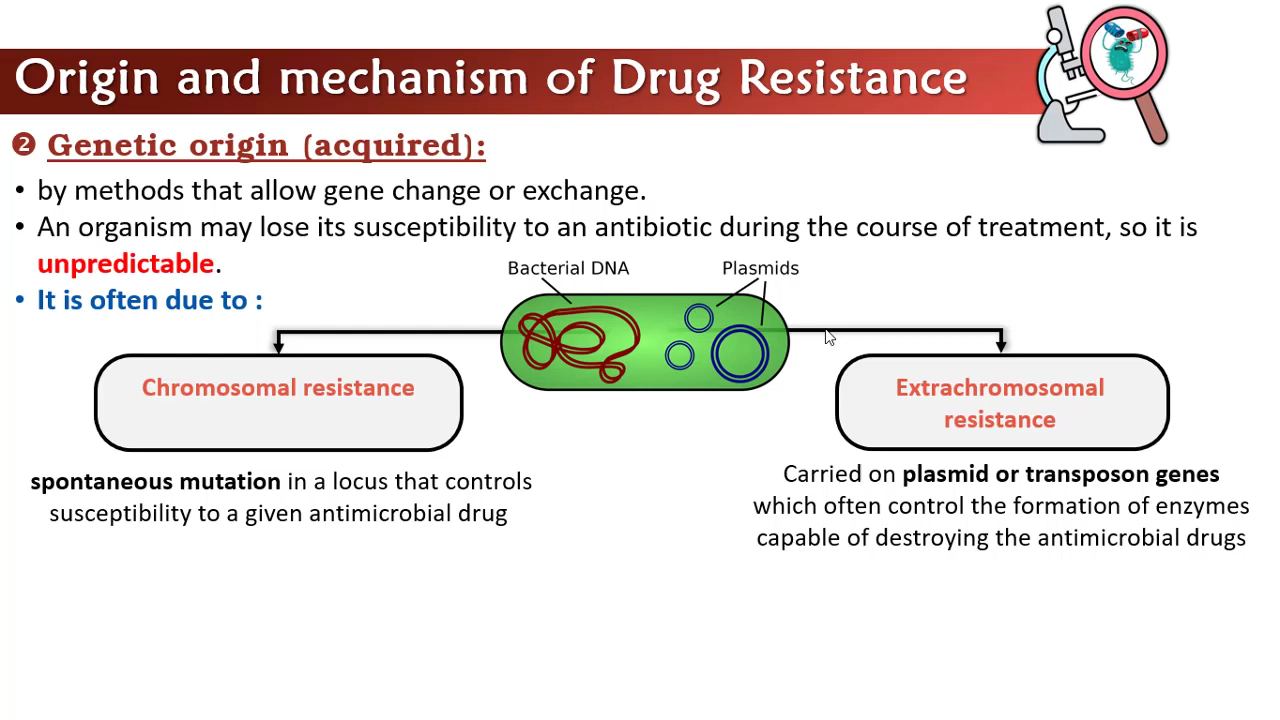 Origin and mechanism of Drug Resistance
❷ Genetic origin (acquired):
• by methods that allow gene change or exchange.
• An organism may lose its susceptibility to an antibiotic during the course of treatment, so it is
unpredictable.
• It is often due to :
Bacterial DNA
Plasmids
Chromosomal resistance
spontaneous mutation in a locus that controls
susceptibility to a given antimicrobial drug
Extrachromosomal
resistance
Carried on plasmid or transposon genes
which often control the formation of enzymes
capable of destroying the antimicrobial drugs